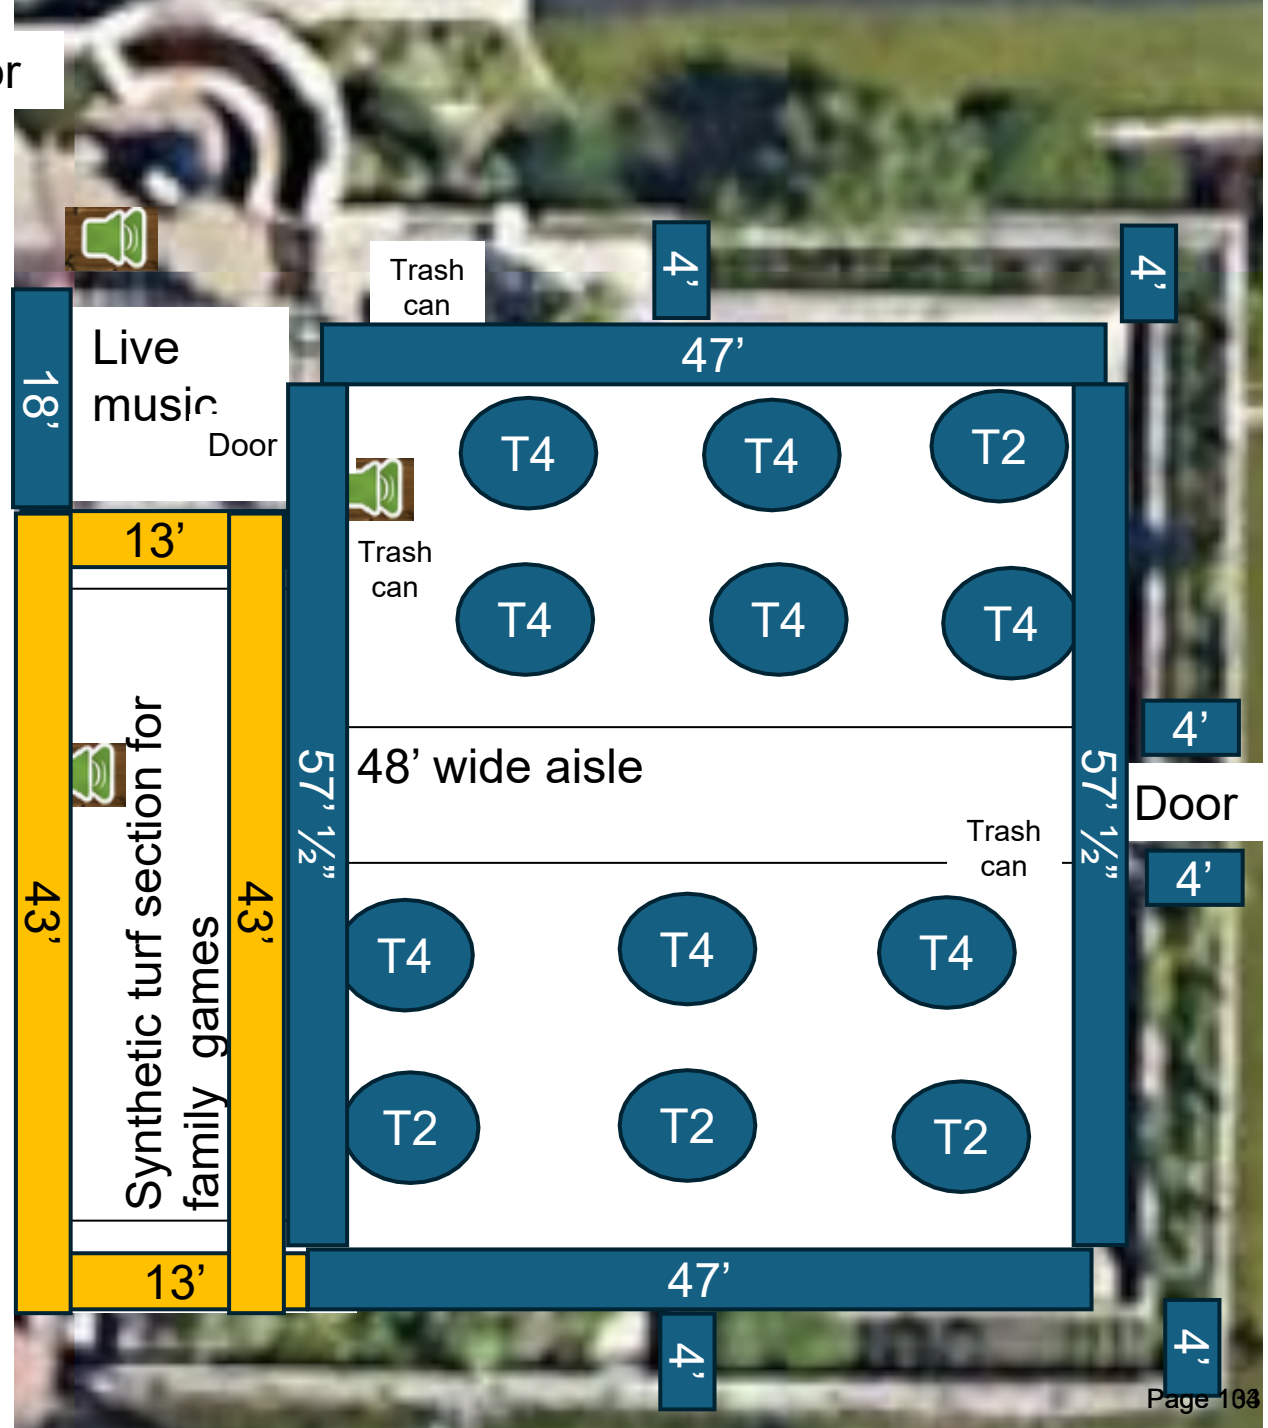 or
Trash
can
4’
4’
47’
18’
Live
music
Door
T4
T4
T2
Trash
can
13’
T4
T4
T4
4’
48’ wide aisle
57’ ½”
57’ ½”
Door
Trash
can
4’
43’
43’
Synthetic turf section for
family games
T4
T4
T4
T2
T2
T2
13’
47’
4’
4’
Page